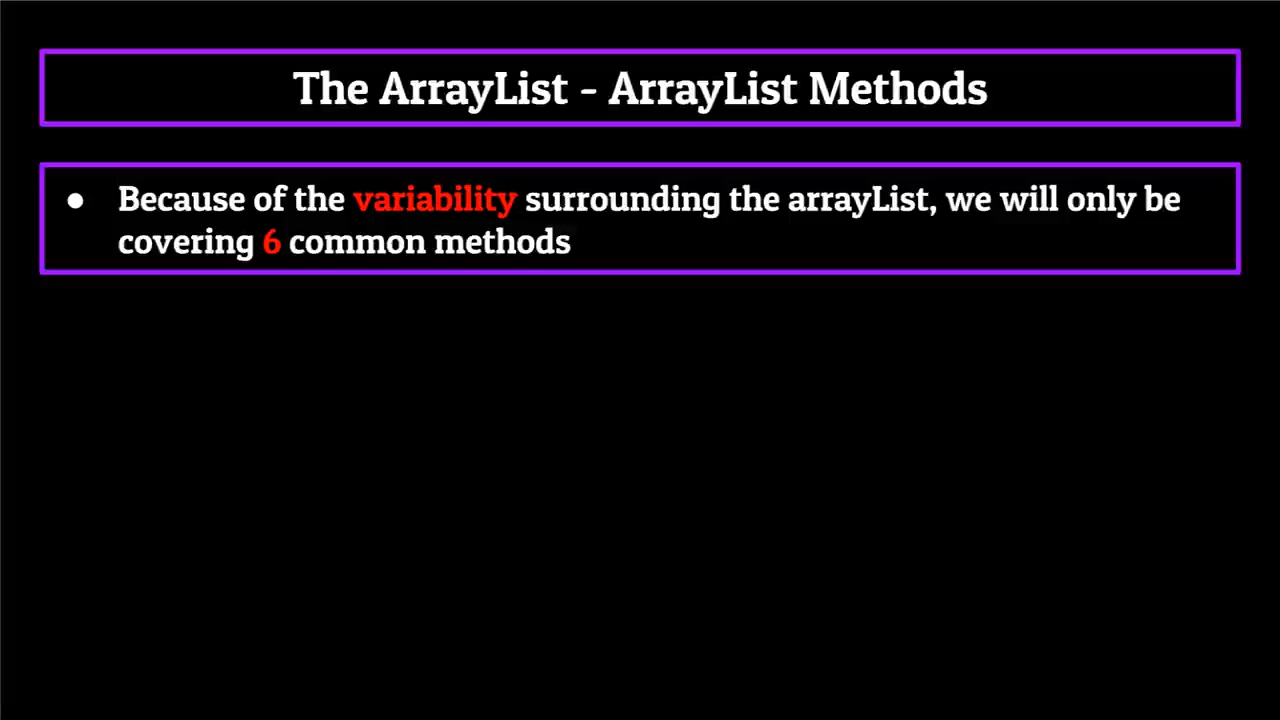 The ArrayList - ArrayList Methods
● Because of the variability surrounding the arrayList, we will only be
covering 6 common methods